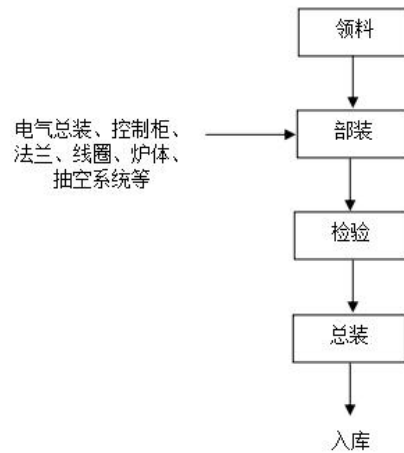 领料
电气总装、控制柜、
法兰、线圈、炉体、
抽空系统等
部装
检验
总装
入库